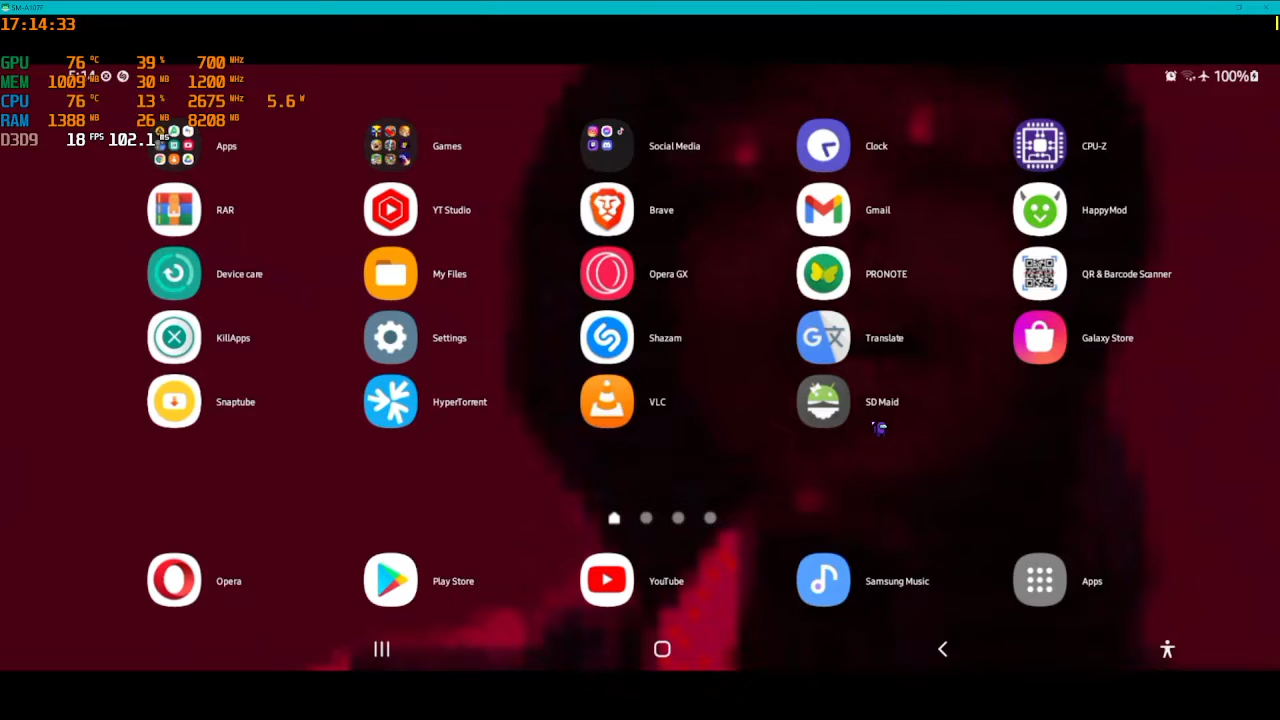 SM-A107F
17:14:33
GPU 76 °C 39 % 700 MHz
MEM 1009 MB 30 MB 1200 MHz
100%
CPU 76 °C 13 % 2675 MHz 5.6 W
RAM 1388 MB 26 MB 8208 MB
D3D9 18 FPS 102.1 ms
Apps Games Social Media Clock CPU-Z
RAR YT Studio Brave Gmail HappyMod
Device care My Files Opera GX PRONOTE QR & Barcode Scanner
KillApps Settings Shazam Translate Galaxy Store
Snaptube HyperTorrent VLC SD Maid
Opera Play Store YouTube Samsung Music Apps